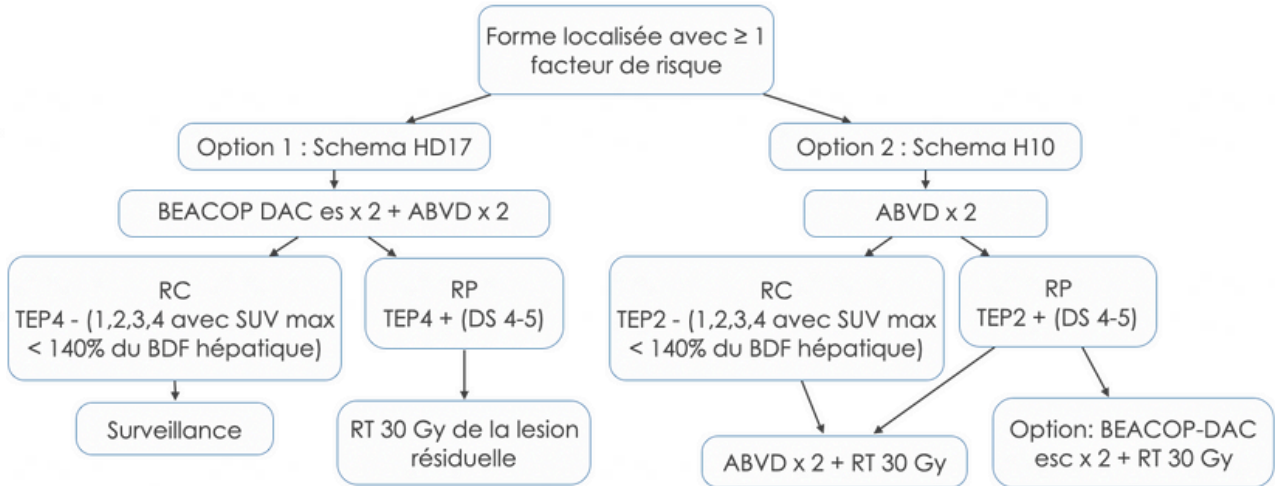 Forme localisée avec ≥ 1
facteur de risque
Option 1 : Schema HD17
Option 2 : Schema H10
BEACOP DAC es x 2 + ABVD x 2
ABVD x 2
RC
TEP4 - (1,2,3,4 avec SUV max
< 140% du BDF hépatique)
RP
TEP4 + (DS 4-5)
RC
TEP2 - (1,2,3,4 avec SUV max
< 140% du BDF hépatique)
RP
TEP2 + (DS 4-5)
Surveillance
RT 30 Gy de la lesion
résiduelle
ABVD x 2 + RT 30 Gy
Option: BEACOP-DAC
esc x 2 + RT 30 Gy